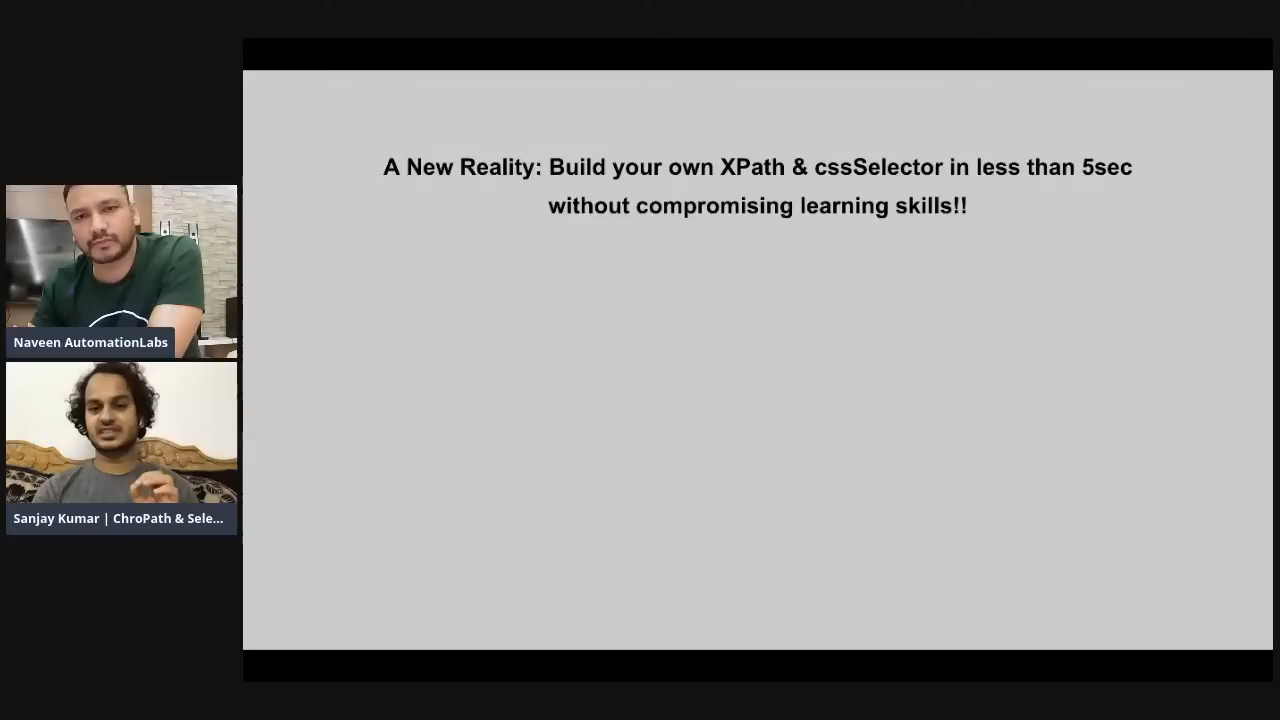 A New Reality: Build your own XPath & cssSelector in less than 5sec
without compromising learning skills!!
Naveen AutomationLabs
Sanjay Kumar | ChroPath & Sele...